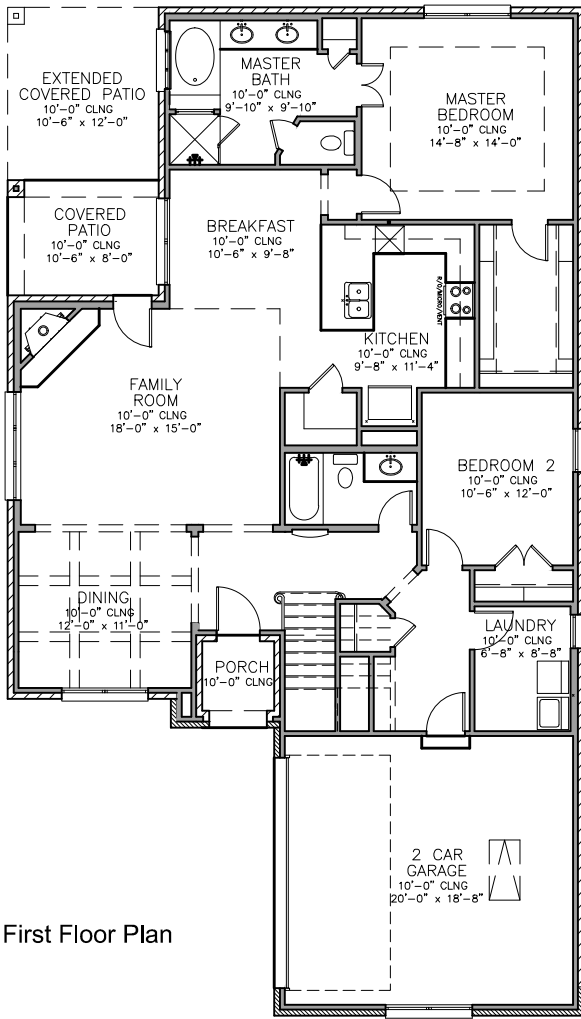 EXTENDED
COVERED PATIO
10'-0" CLNG
10'-6" x 12'-0"
MASTER
BATH
10'-0" CLNG
9'-10" x 9'-10"
MASTER
BEDROOM
10'-0" CLNG
14'-8" x 14'-0"
COVERED
PATIO
10'-0" CLNG
10'-6" x 8'-0"
BREAKFAST
10'-0" CLNG
10'-6" x 9'-8"
R/O/MICRO/VENT
KITCHEN
10'-0" CLNG
9'-8" x 11'-4"
FAMILY
ROOM
10'-0" CLNG
18'-0" x 15'-0"
BEDROOM 2
10'-0" CLNG
10'-6" x 12'-0"
DINING
10'-0" CLNG
12'-0" x 11'-0"
LAUNDRY
10'-0" CLNG
6'-8" x 8'-8"
PORCH
10'-0" CLNG
2 CAR
GARAGE
10'-0" CLNG
20'-0" x 18'-8"
First Floor Plan